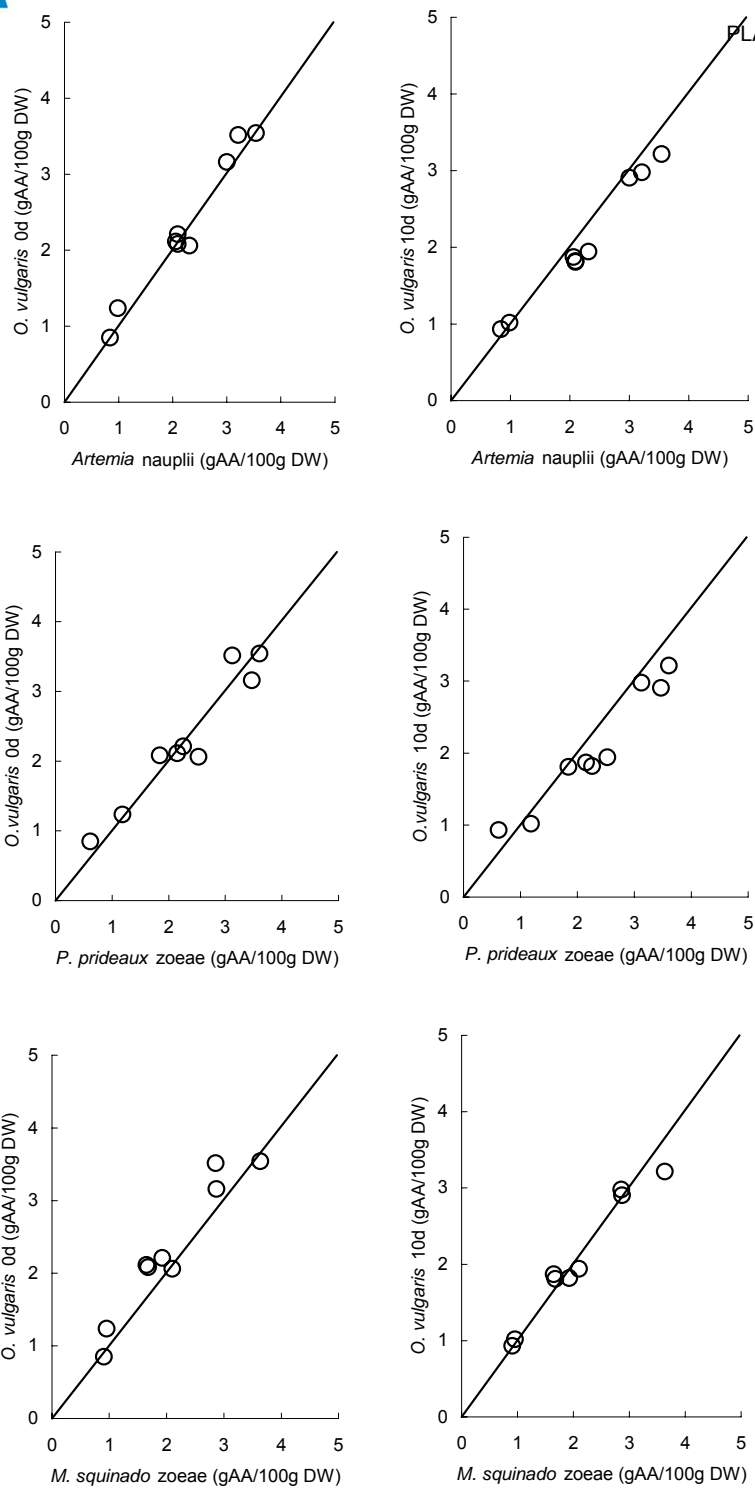 5
4
3
2
1
0
0 1 2 3 4 5
O. vulgaris 0d (gAA/100g DW)
Artemia nauplii (gAA/100g DW)
5
4
3
2
1
0
0 1 2 3 4 5
O. vulgaris 10d (gAA/100g DW)
Artemia nauplii (gAA/100g DW)
PLA
5
4
3
2
1
0
0 1 2 3 4 5
O. vulgaris 0d (gAA/100g DW)
P. prideaux zoeae (gAA/100g DW)
5
4
3
2
1
0
0 1 2 3 4 5
O.vulgaris 10d (gAA/100g DW)
P. prideaux zoeae (gAA/100g DW)
5
4
3
2
1
0
0 1 2 3 4 5
O. vulgaris 0d (gAA/100g DW)
M. squinado zoeae (gAA/100g DW)
5
4
3
2
1
0
0 1 2 3 4 5
O. vulgaris 10d (gAA/100g DW)
M. squinado zoeae (gAA/100g DW)